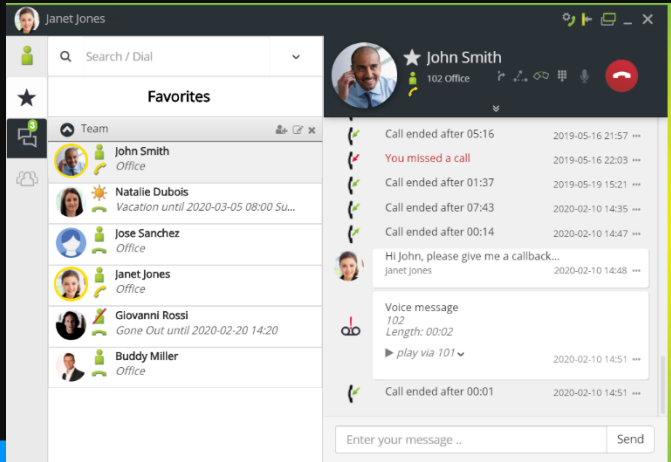 Janet Jones
Search / Dial
Favorites
Team
John Smith
Office
Natalie Dubois
Vacation until 2020-03-05 08:00 Su...
Jose Sanchez
Office
Janet Jones
Office
Giovanni Rossi
Gone Out until 2020-02-20 14:20
Buddy Miller
Office
3
John Smith
102 Office
Call ended after 05:16 2019-05-16 21:57
You missed a call 2019-05-16 22:03
Call ended after 01:37 2019-05-19 15:21
Call ended after 07:43 2020-02-10 14:35
Call ended after 00:14 2020-02-10 14:47
Hi John, please give me a callback...
Janet Jones 2020-02-10 14:48
Voice message
102
Length: 00:02
play via 101
2020-02-10 14:51
Call ended after 00:01 2020-02-10 14:51
Enter your message .. Send